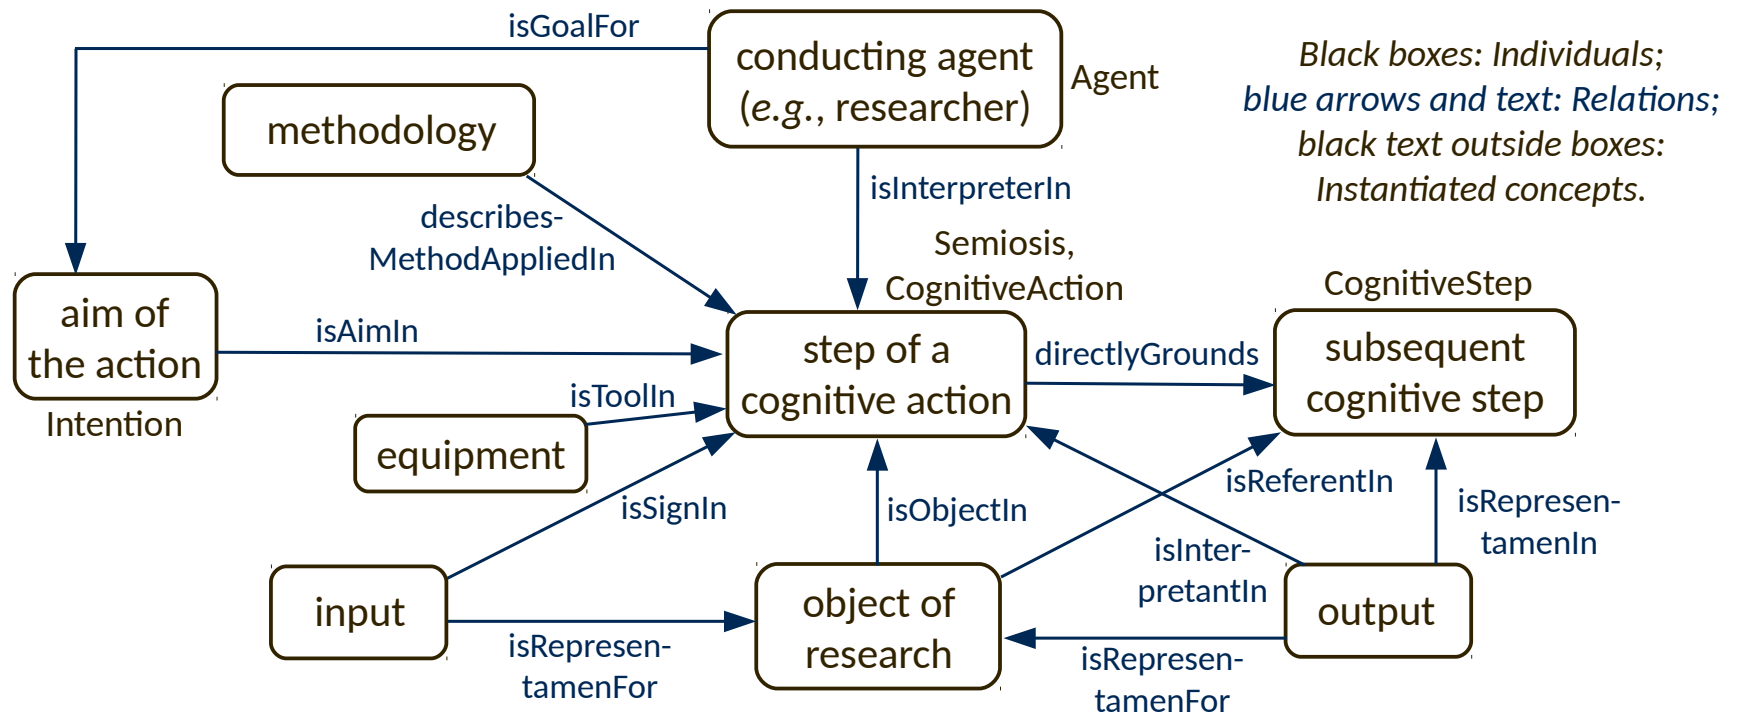 isGoalFor
conducting agent
(e.g., researcher)
Agent
Black boxes: Individuals;
blue arrows and text: Relations;
black text outside boxes:
Instantiated concepts.
methodology
isInterpreterIn
describes-
MethodAppliedIn
Semiosis,
CognitiveAction
CognitiveStep
aim of
the action
Intention
isAimIn
step of a
cognitive action
directlyGrounds
subsequent
cognitive step
isToolIn
equipment
isSignIn
isObjectIn
isReferentIn
isRepresen-
tamenIn
isInter-
pretantIn
input
object of
research
output
isRepresen-
tamenFor
isRepresen-
tamenFor